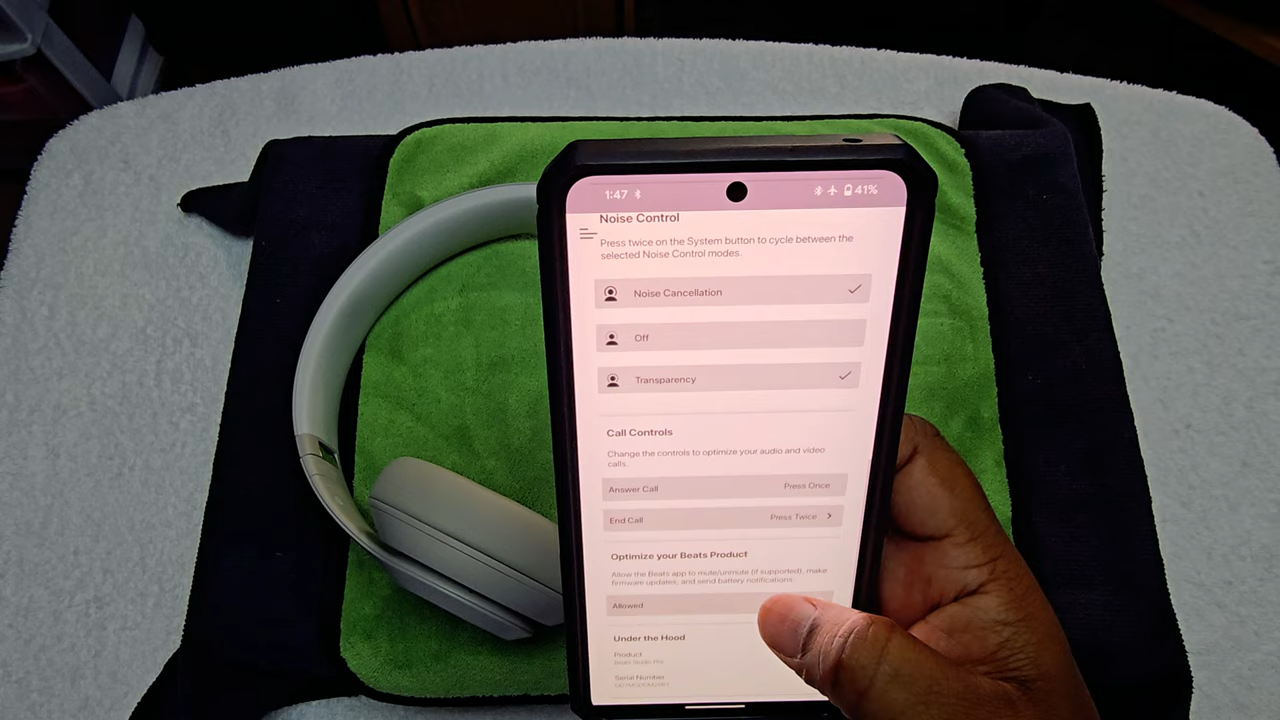 1:47 41%
Noise Control
Press twice on the System button to cycle between the
selected Noise Control modes.
Noise Cancellation
Off
Transparency
Call Controls
Change the controls to optimize your audio and video
calls.
Answer Call Press Once
End Call Press Twice
Optimize your Beats Product
Allow the Beats app to mute/unmute (if supported), make
firmware updates, and send battery notifications.
Allowed
Under the Hood
Product
Beats Studio Pro
Serial Number